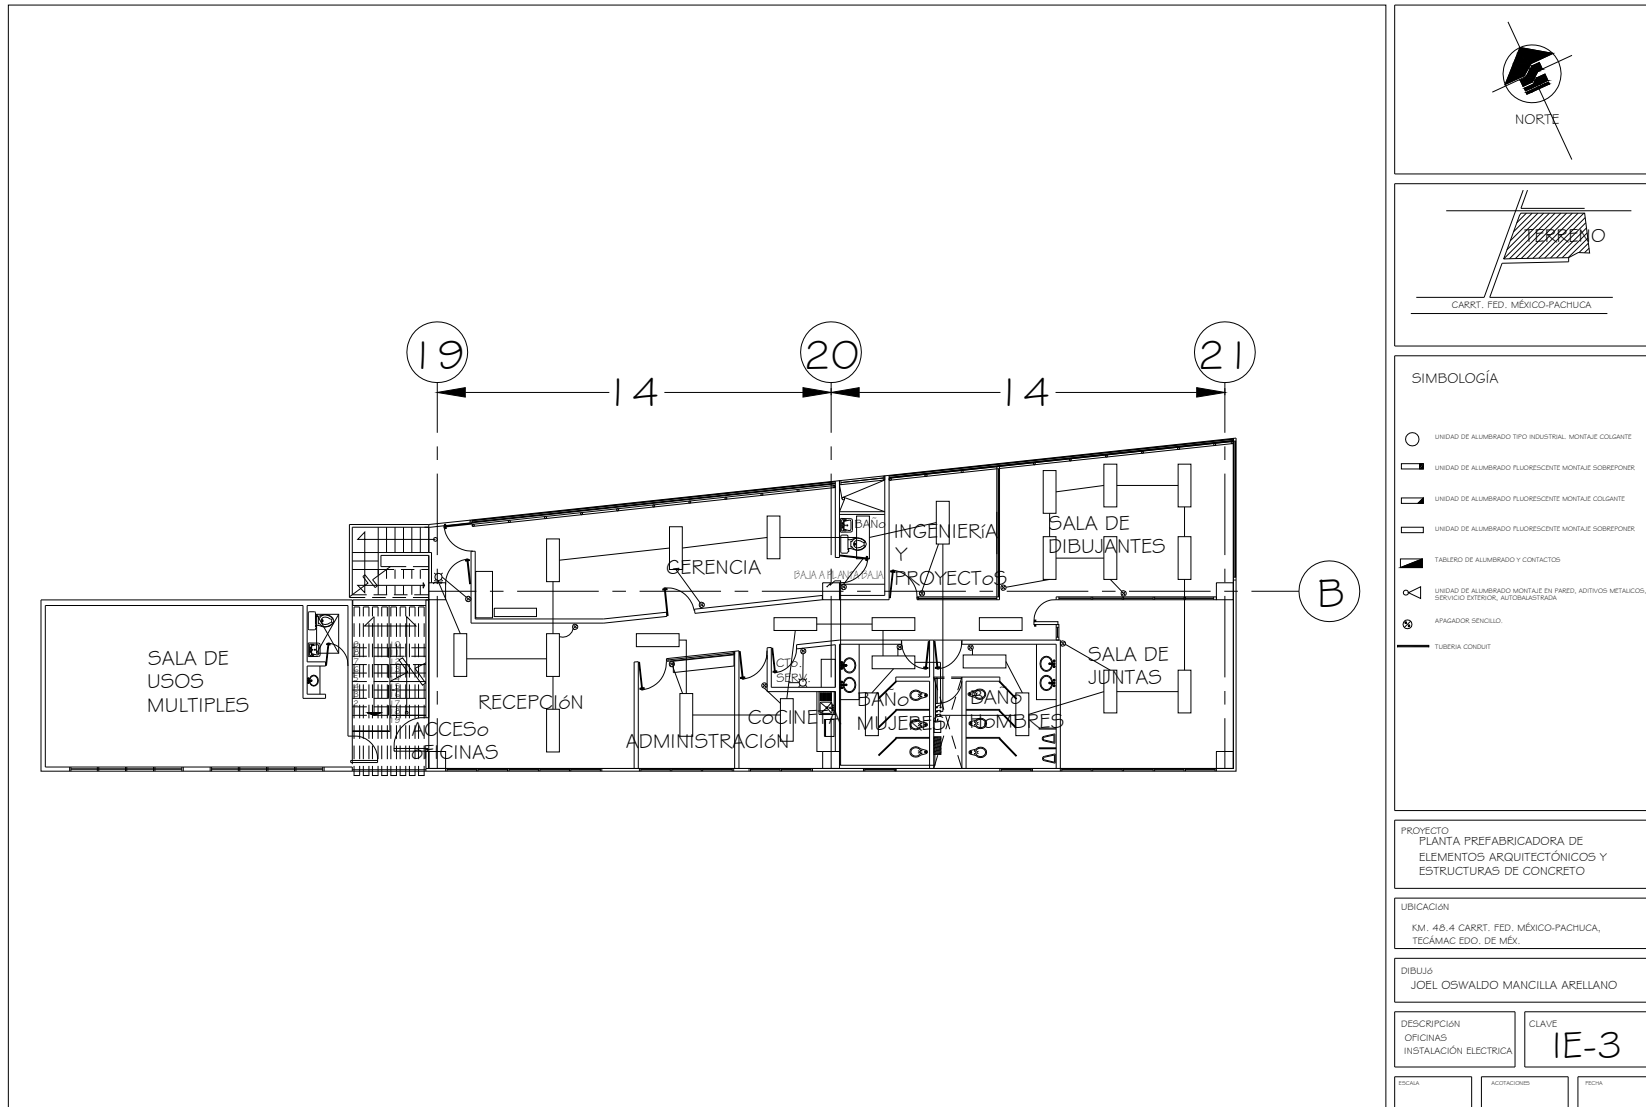 19
20
21
14
14
B
BAÑO
INGENIERÍA
Y
PROYECTOS
SALA DE
DIBUJANTES
GERENCIA
BAJA A PLANTA BAJA
SALA DE
USOS
MULTIPLES
RECEPCIÓN
ACCESO
OFICINAS
ADMINISTRACIÓN
CTO.
SERV.
COCINETA
BAÑO
MUJERES
BAÑO
HOMBRES
SALA DE
JUNTAS
NORTE
TERRENO
CARRT. FED. MÉXICO-PACHUCA
SIMBOLOGÍA
UNIDAD DE ALUMBRADO TIPO INDUSTRIAL MONTAJE COLGANTE
UNIDAD DE ALUMBRADO FLUORESCENTE MONTAJE SOBREPONER
UNIDAD DE ALUMBRADO FLUORESCENTE MONTAJE COLGANTE
UNIDAD DE ALUMBRADO FLUORESCENTE MONTAJE SOBREPONER
TABLERO DE ALUMBRADO Y CONTACTOS
UNIDAD DE ALUMBRADO MONTAJE EN PARED, ADITIVOS METALICOS,
SERVICIO EXTERIOR, AUTOBALASTRADA
APAGADOR SENCILLO.
TUBERIA CONDUIT
PROYECTO
PLANTA PREFABRICADORA DE
ELEMENTOS ARQUITECTÓNICOS Y
ESTRUCTURAS DE CONCRETO
UBICACIÓN
KM. 48.4 CARRT. FED. MÉXICO-PACHUCA,
TECÁMAC EDO. DE MÉX.
DIBUJÓ
JOEL OSWALDO MANCILLA ARELLANO
DESCRIPCIÓN
OFICINAS
INSTALACIÓN ELECTRICA
CLAVE
IE-3
ESCALA
ACOTACIONES
FECHA